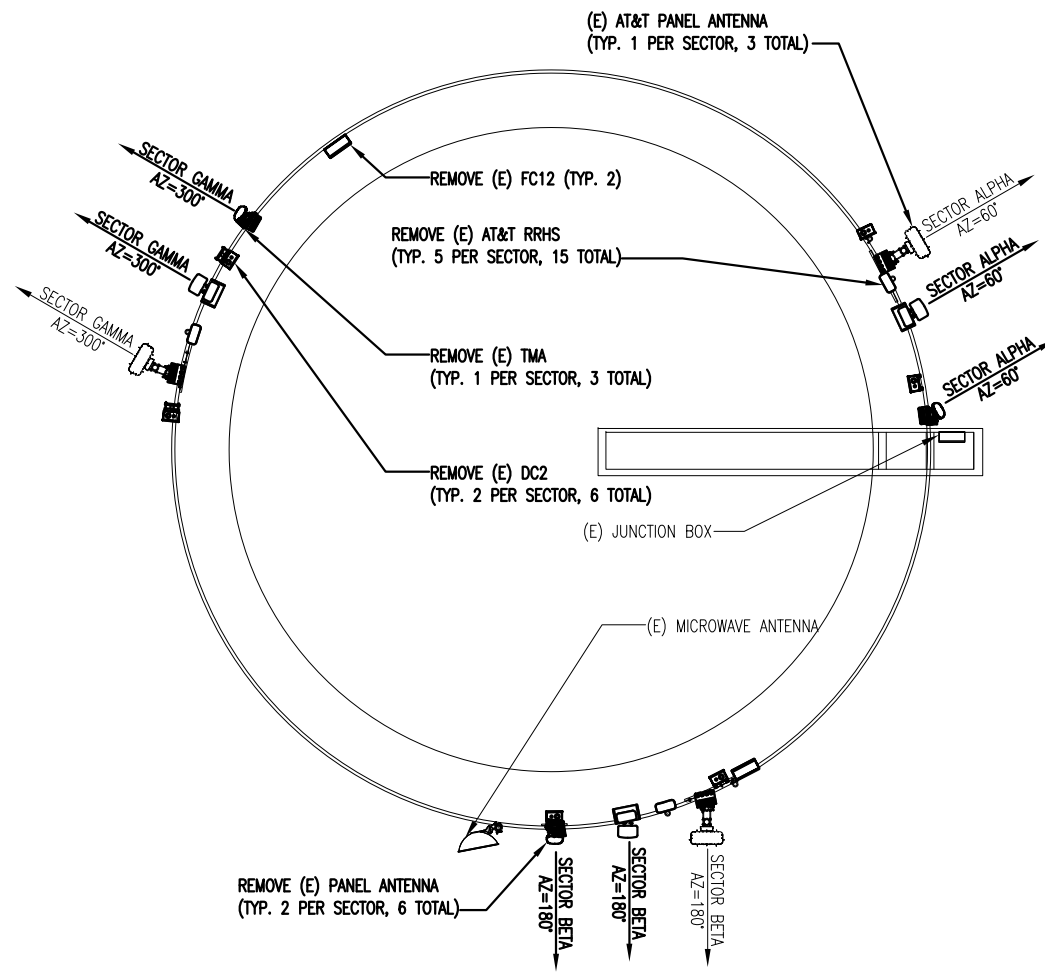 (E) AT&T PANEL ANTENNA
(TYP. 1 PER SECTOR, 3 TOTAL)
SECTOR GAMMA
AZ=300°
REMOVE (E) FC12 (TYP. 2)
SECTOR ALPHA
AZ=60°
SECTOR GAMMA
AZ=300°
REMOVE (E) AT&T RRHS
(TYP. 5 PER SECTOR, 15 TOTAL)
SECTOR ALPHA
AZ=60°
SECTOR GAMMA
AZ=300°
REMOVE (E) TMA
(TYP. 1 PER SECTOR, 3 TOTAL)
SECTOR ALPHA
AZ=60°
REMOVE (E) DC2
(TYP. 2 PER SECTOR, 6 TOTAL)
(E) JUNCTION BOX
(E) MICROWAVE ANTENNA
REMOVE (E) PANEL ANTENNA
(TYP. 2 PER SECTOR, 6 TOTAL)
SECTOR BETA
AZ=180°
SECTOR BETA
AZ=180°
SECTOR BETA
AZ=180°